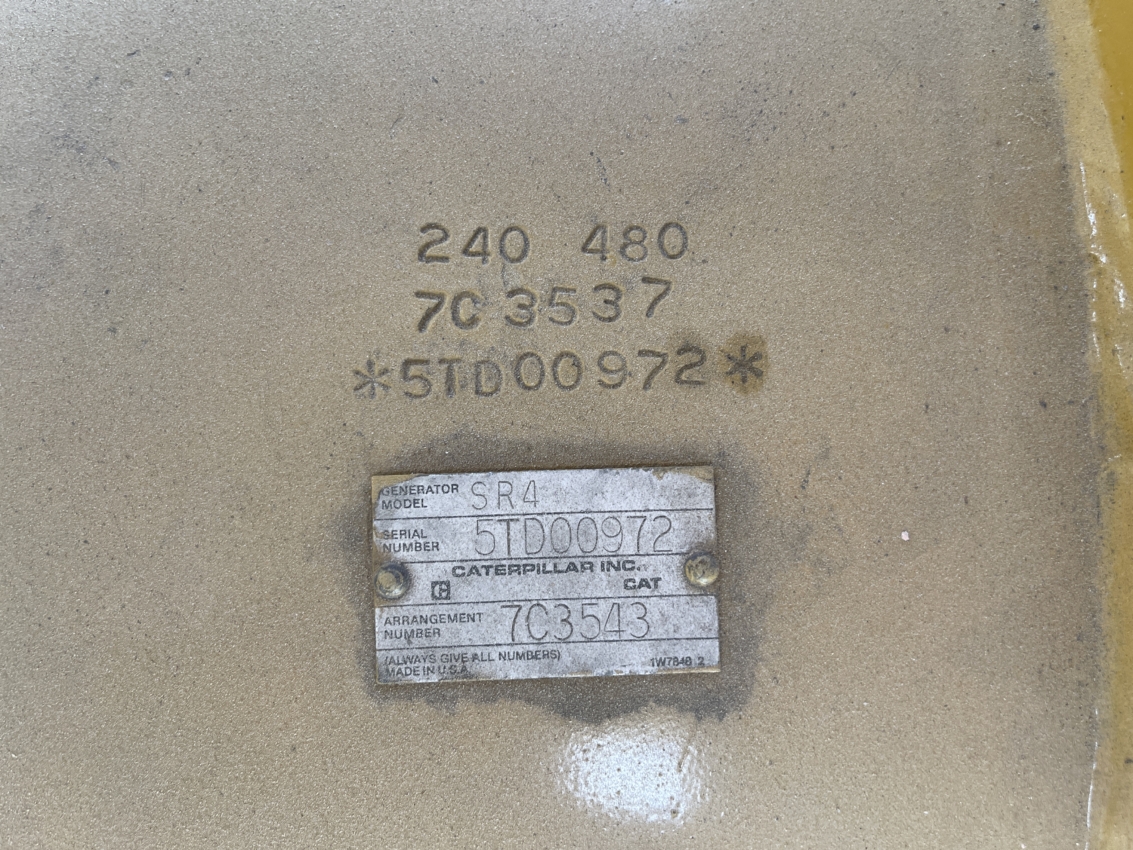 240 480
7C3537
*5TD00972*
GENERATOR MODEL SR4
SERIAL NUMBER 5TD00972
CATERPILLAR INC.
C CAT
ARRANGEMENT NUMBER 7C3543
(ALWAYS GIVE ALL NUMBERS)
MADE IN U.S.A. 1W7848 2